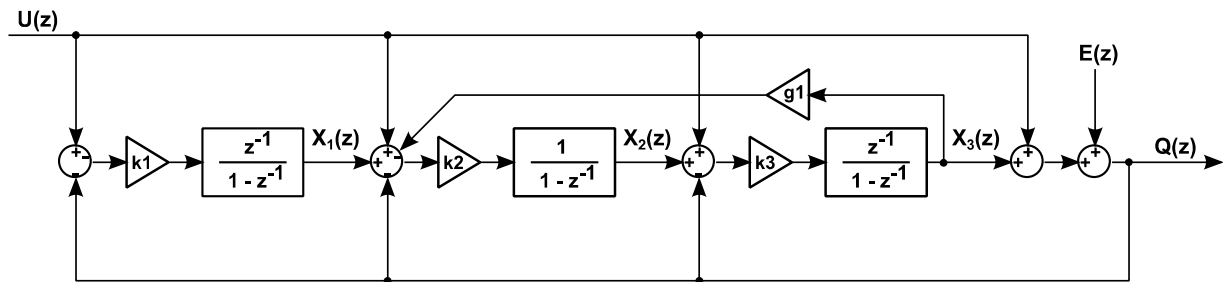 U(z)
E(z)
g1
k1
z-1
1 - z-1
X1(z)
k2
1
1 - z-1
X2(z)
k3
z-1
1 - z-1
X3(z)
Q(z)
+
-
-
+
+
-
-
+
+
-
+
+
+
+